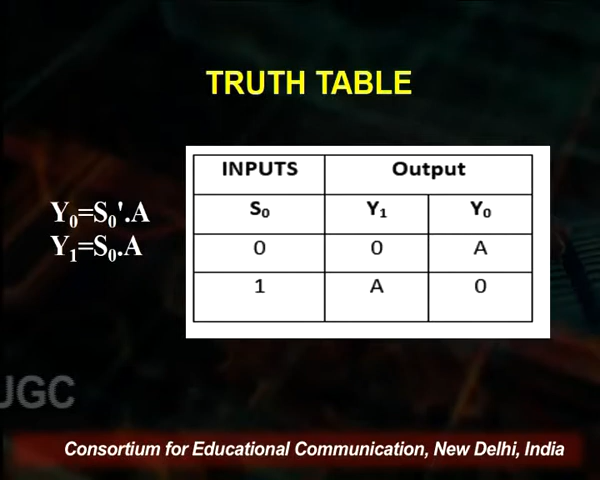 TRUTH TABLE
Y₀=S₀'.A
Y₁=S₀.A
INPUTS Output
S₀ Y₁ Y₀
0 0 A
1 A 0
UGC
Consortium for Educational Communication, New Delhi, India